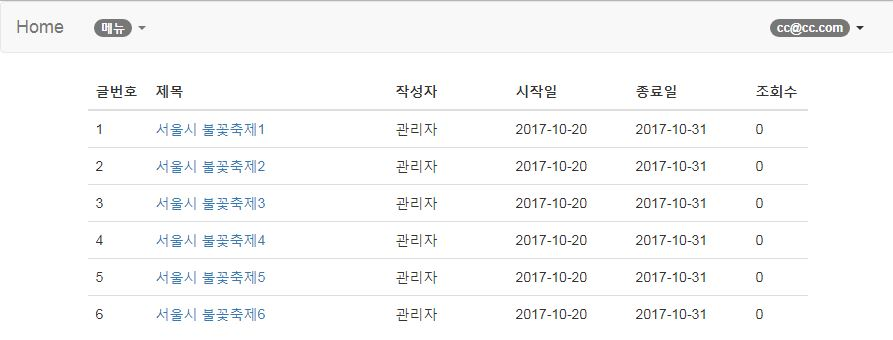 Home 메뉴 cc@cc.com
글번호 제목 작성자 시작일 종료일 조회수
1 서울시 불꽃축제1 관리자 2017-10-20 2017-10-31 0
2 서울시 불꽃축제2 관리자 2017-10-20 2017-10-31 0
3 서울시 불꽃축제3 관리자 2017-10-20 2017-10-31 0
4 서울시 불꽃축제4 관리자 2017-10-20 2017-10-31 0
5 서울시 불꽃축제5 관리자 2017-10-20 2017-10-31 0
6 서울시 불꽃축제6 관리자 2017-10-20 2017-10-31 0